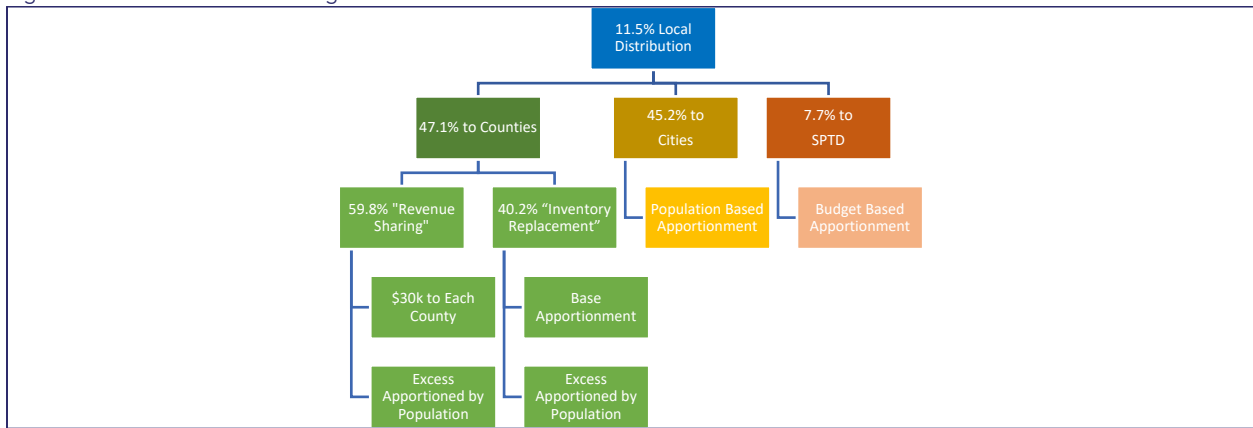 11.5% Local
Distribution
47.1% to Counties
45.2% to
Cities
7.7% to
SPTD
59.8% "Revenue
Sharing"
40.2% “Inventory
Replacement”
Population Based
Apportionment
Budget Based
Apportionment
$30k to Each
County
Base
Apportionment
Excess
Apportioned by
Population
Excess
Apportioned by
Population